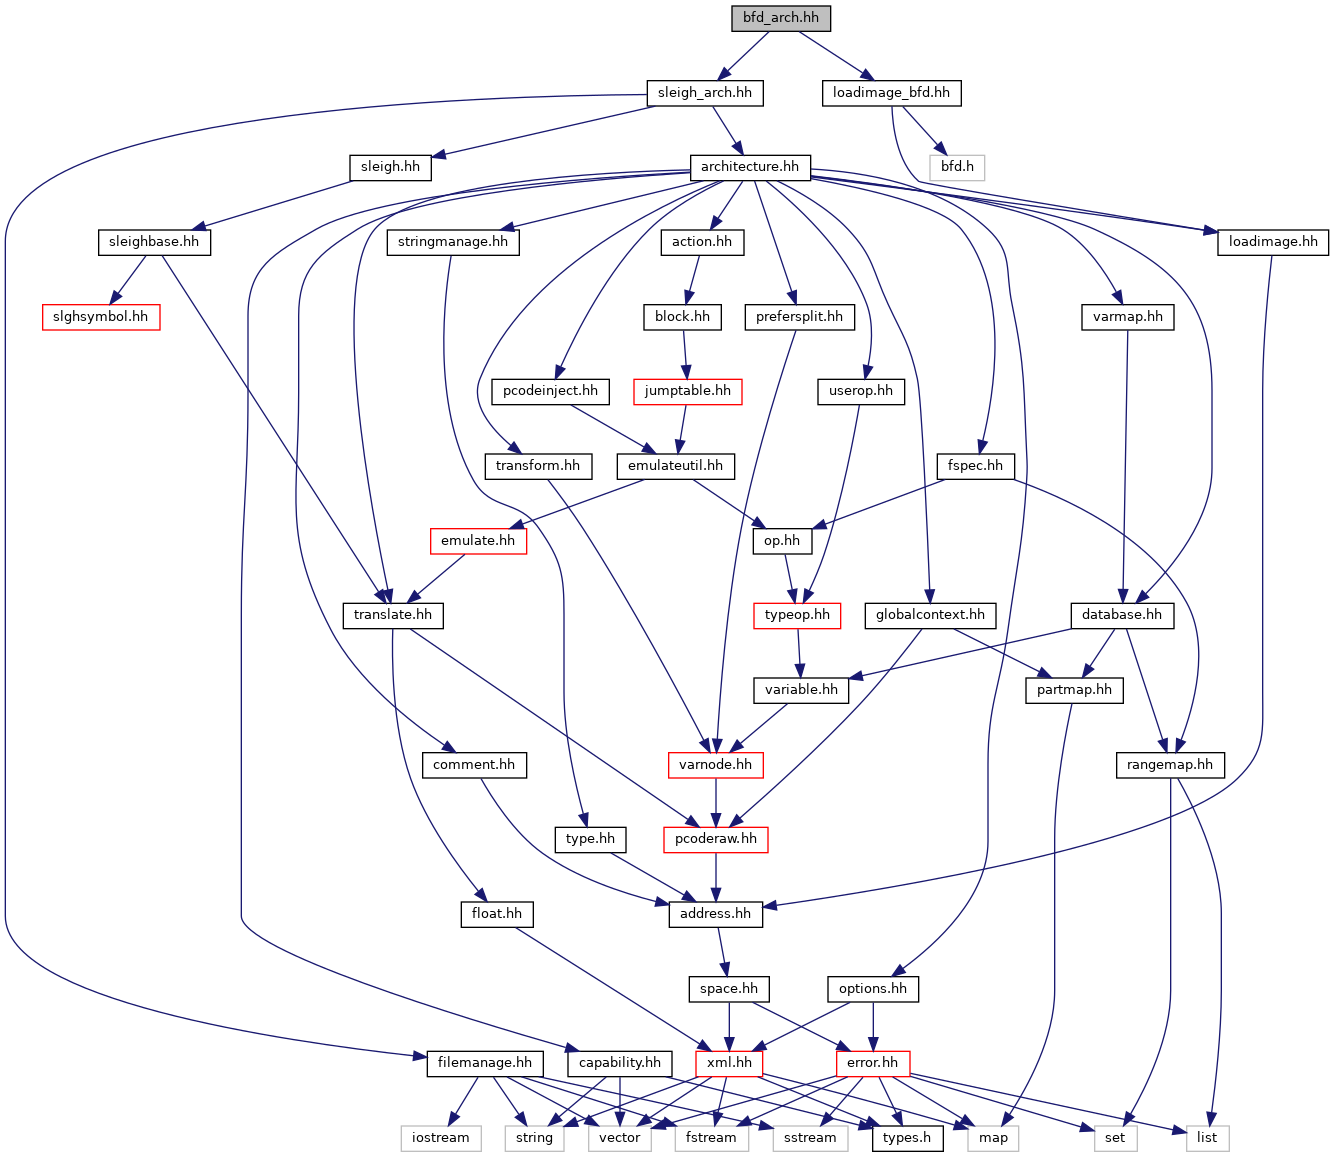 bfd_arch.hh
sleigh_arch.hh
loadimage_bfd.hh
sleigh.hh
architecture.hh
bfd.h
sleighbase.hh
stringmanage.hh
action.hh
loadimage.hh
slghsymbol.hh
block.hh
prefersplit.hh
varmap.hh
pcodeinject.hh
jumptable.hh
userop.hh
transform.hh
emulateutil.hh
fspec.hh
emulate.hh
op.hh
translate.hh
typeop.hh
globalcontext.hh
database.hh
variable.hh
partmap.hh
comment.hh
varnode.hh
rangemap.hh
type.hh
pcoderaw.hh
float.hh
address.hh
space.hh
options.hh
filemanage.hh
capability.hh
xml.hh
error.hh
iostream
string
vector
fstream
sstream
types.h
map
set
list